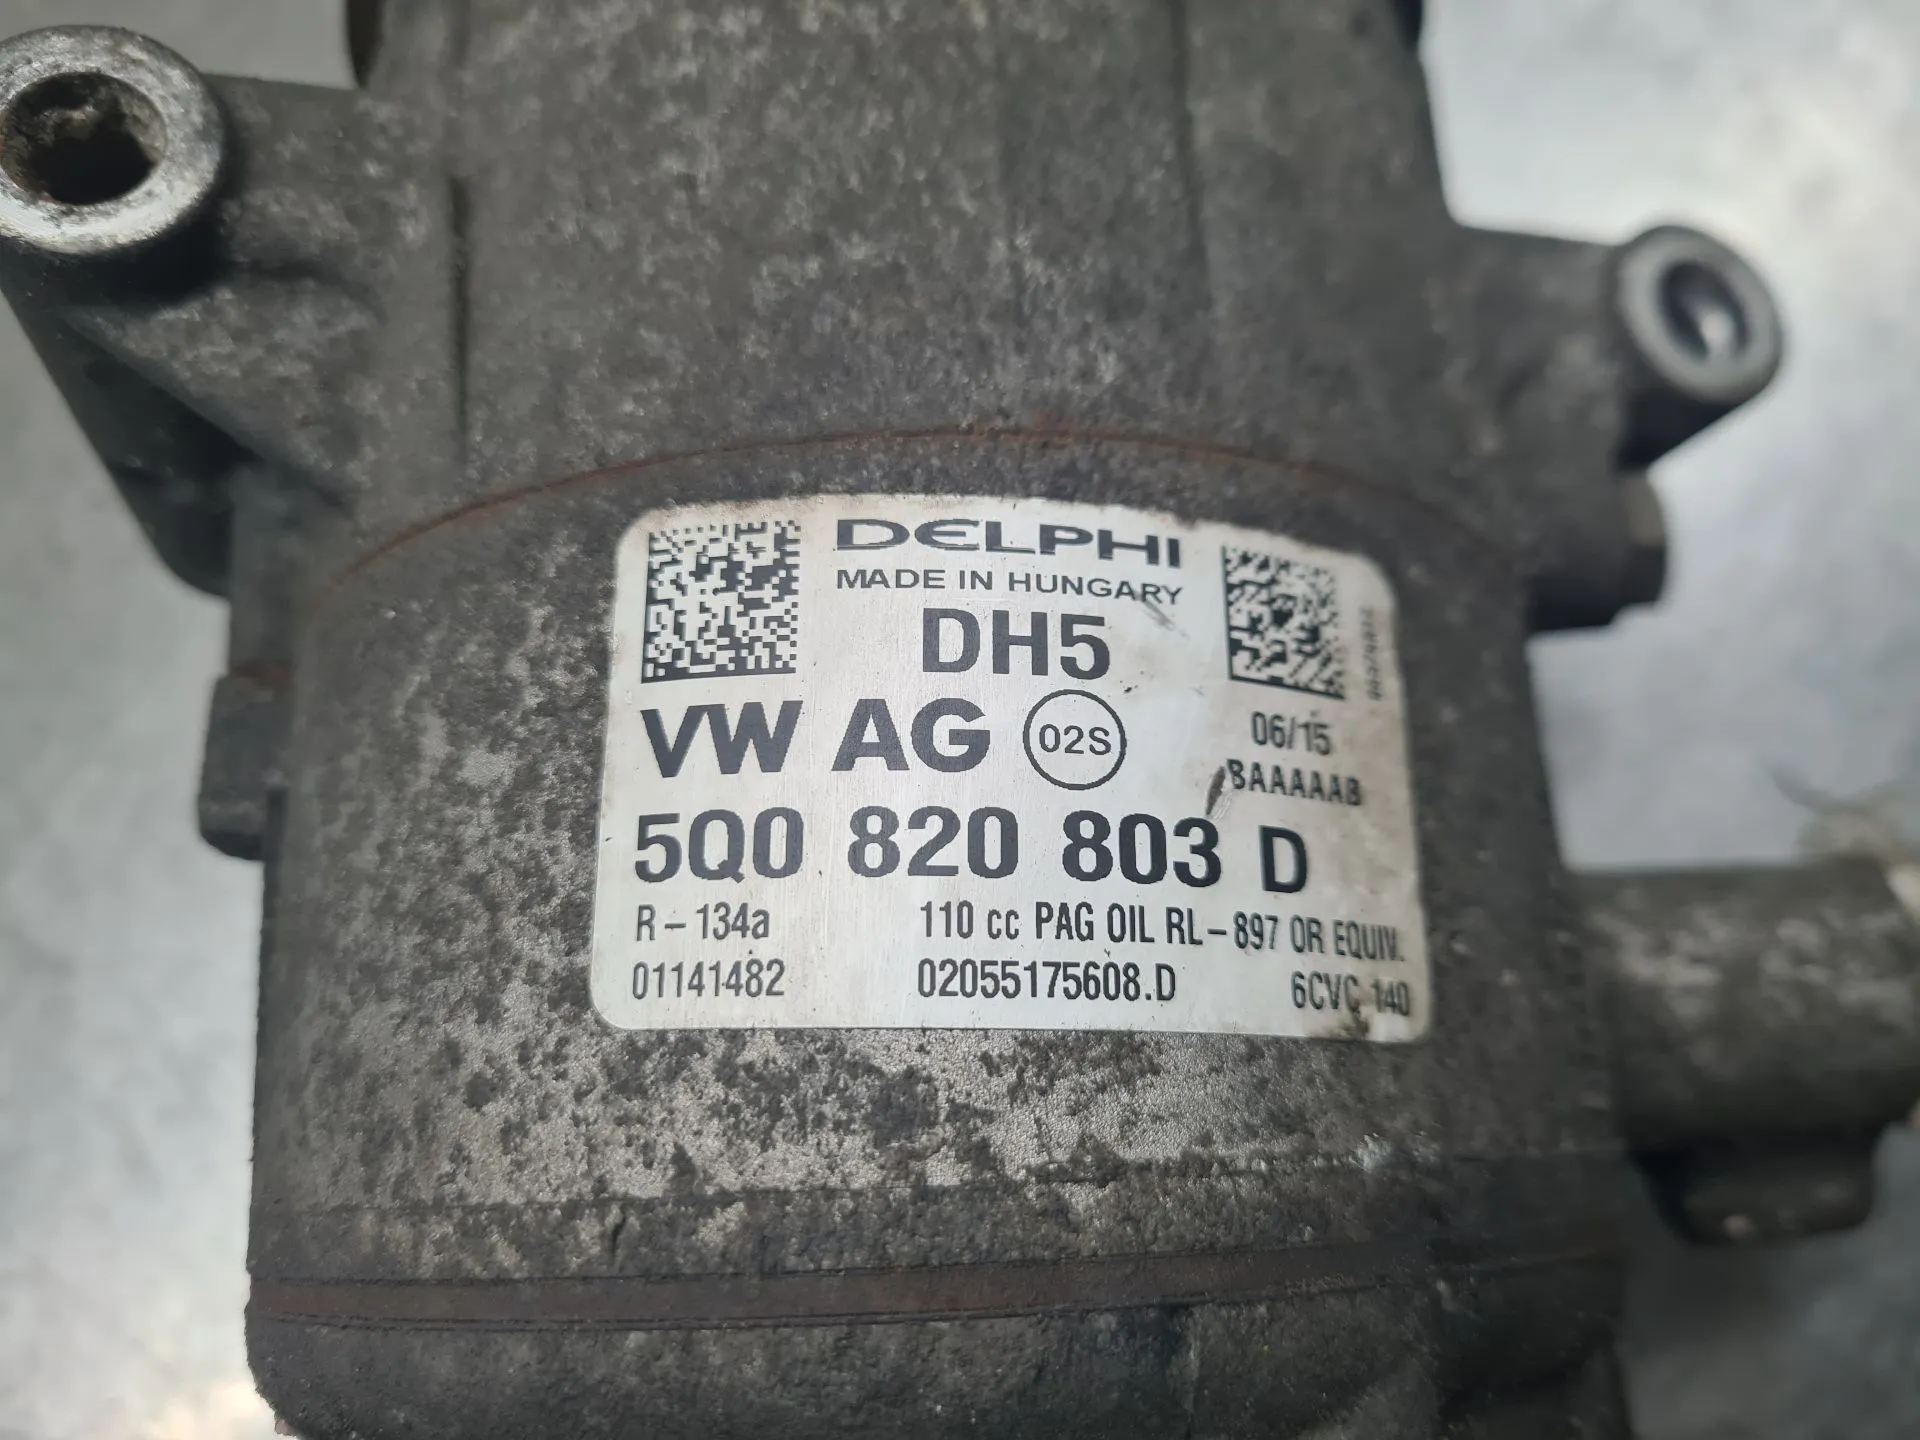 DELPHI
MADE IN HUNGARY
DH5
VW AG 02S
06/15
BAAAAAB
5Q0 820 803 D
R-134a 110 cc PAG OIL RL-897 OR EQUIV.
01141482 02055175608.D 6CVC 140